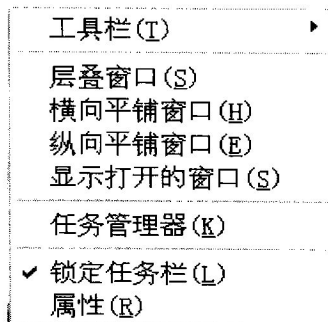 工具栏(T)
层叠窗口(S)
横向平铺窗口(H)
纵向平铺窗口(E)
显示打开的窗口(S)
任务管理器(K)
锁定任务栏(L)
属性(R)